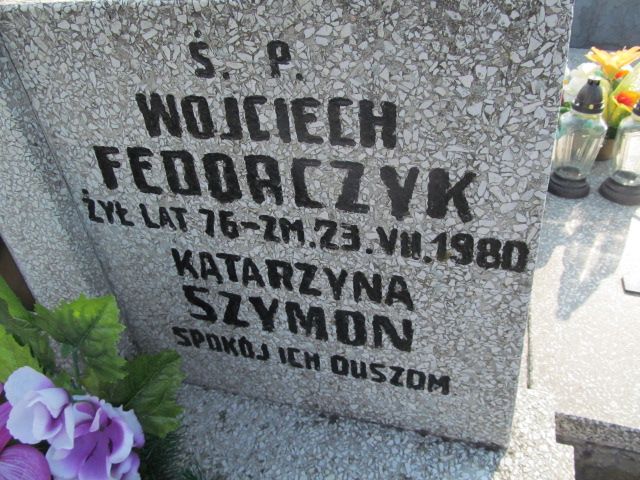 Ś. P.
WOJCIECH
FEDORCZYK
ŻYŁ LAT 76-ZM.23.VII.1980
KATARZYNA
SZYMON
SPOKÓJ ICH DUSZOM